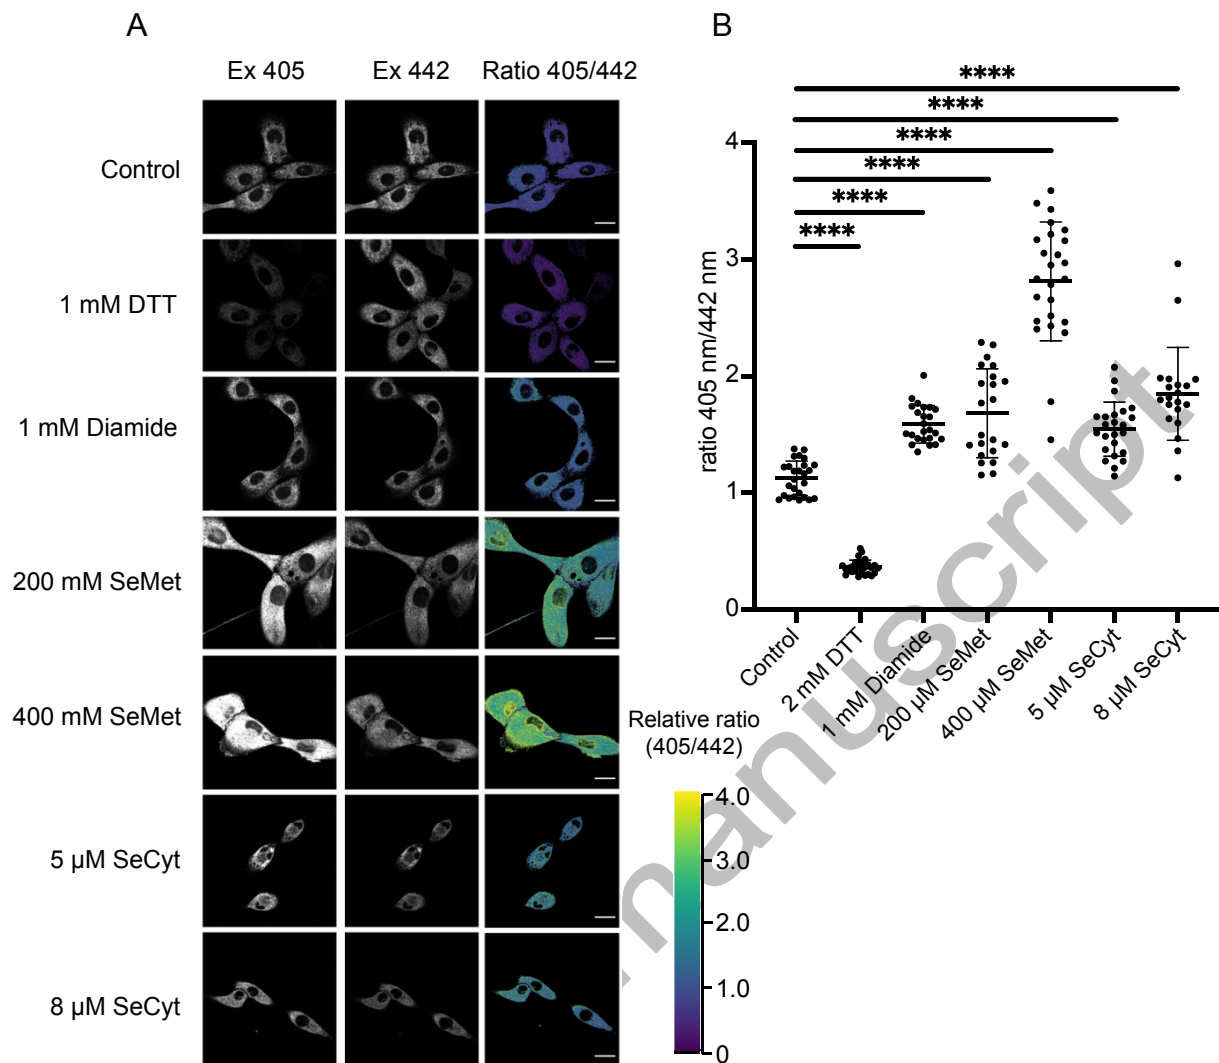 A
Ex 405
Ex 442
Ratio 405/442
Control
1 mM DTT
1 mM Diamide
200 mM SeMet
400 mM SeMet
5 µM SeCyt
8 µM SeCyt
Relative ratio
(405/442)
4.0
3.0
2.0
1.0
0
B
****
****
****
****
****
****
ratio 405 nm/442 nm
4
3
2
1
0
Control
2 mM DTT
1 mM Diamide
200 µM SeMet
400 µM SeMet
5 µM SeCyt
8 µM SeCyt
manuscript